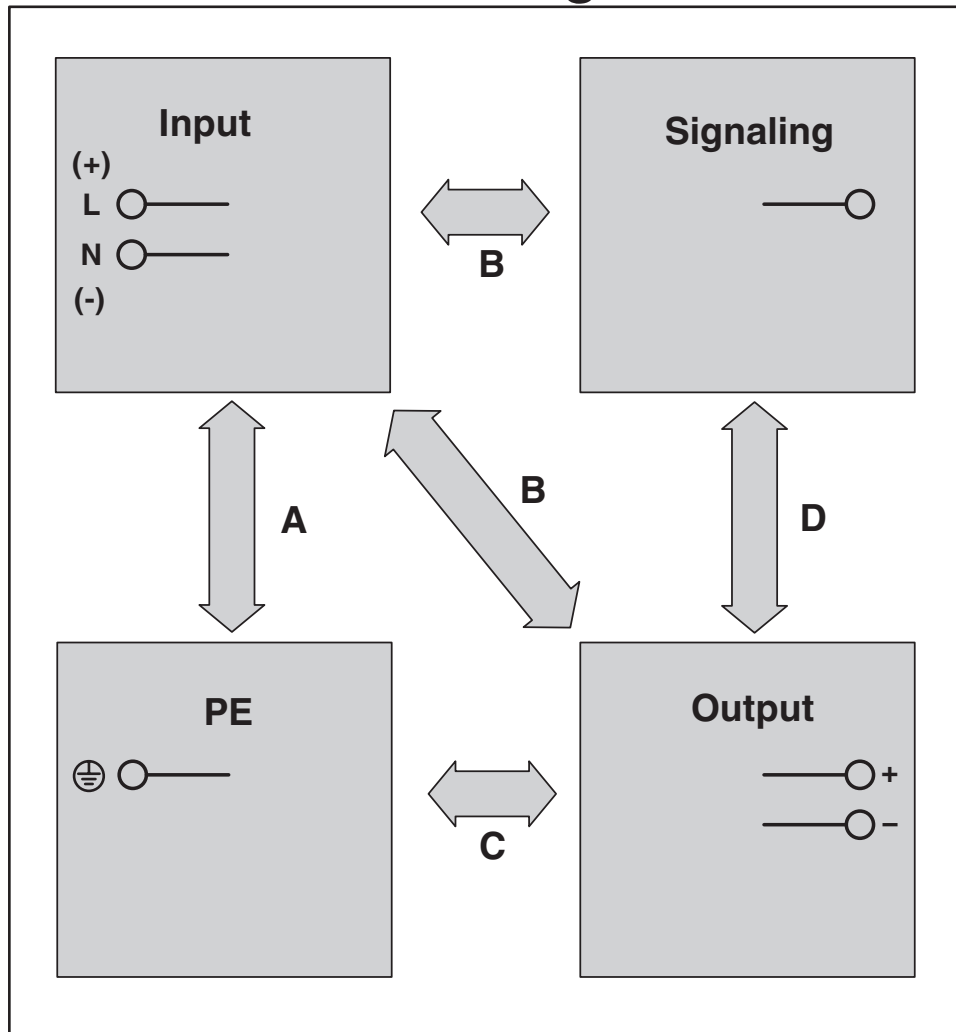 Input
(+)
L
N
(-)
Signaling
B
A
B
D
PE
Output
+
–
C